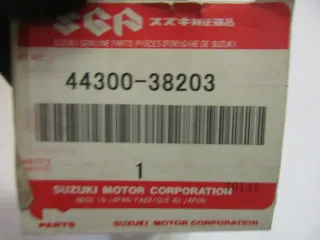 SGP スズキ純正部品
SUZUKI GENUINE PARTS/PIÈCES D'ORIGINE DE SUZUKI
44300-38203
1
SUZUKI MOTOR CORPORATION
MADE IN JAPAN FABRIQUÉ AU JAPON
PARTS SUZUKI MOTOR CORPORATION